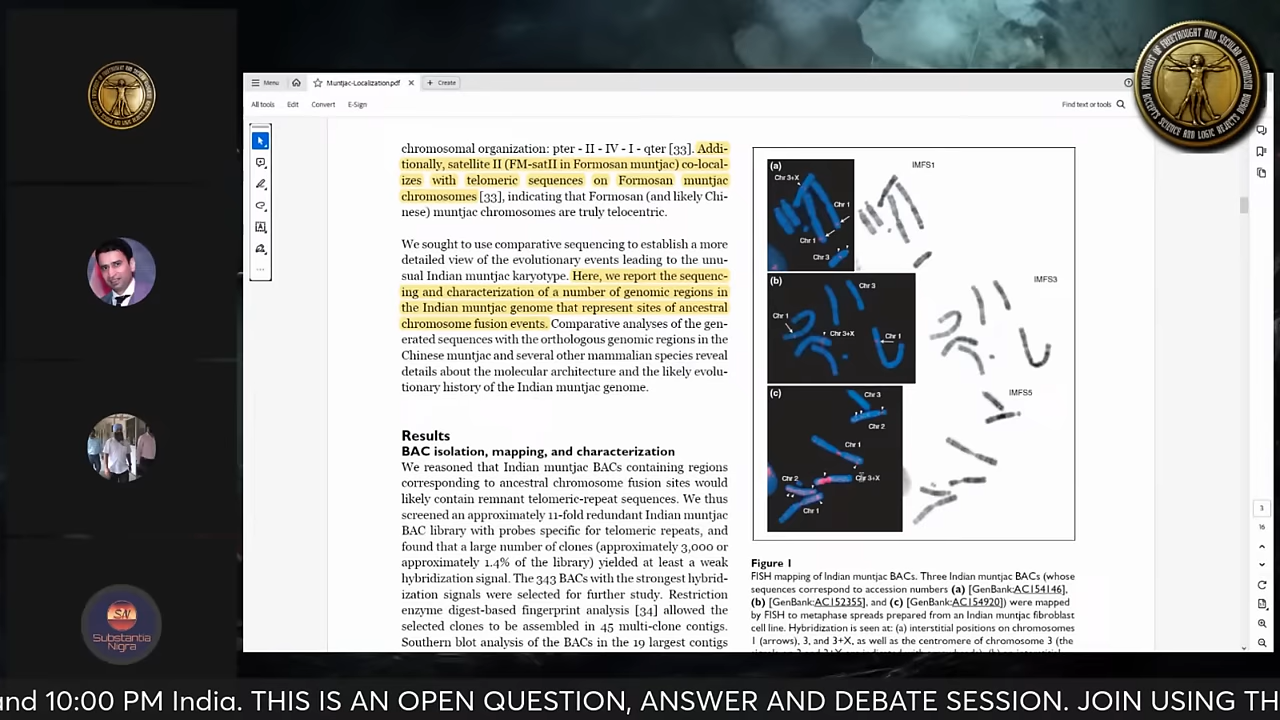 A PROPONENT OF FREETHOUGHT AND SECULAR HUMANISM
ACCEPTS SCIENCE AND LOGIC REJECTS DOGMA
Menu
Muntjac-Localization.pdf
Create
All tools
Edit
Convert
E-Sign
Find text or tools
chromosomal organization: pter - II - IV - I - qter [33]. Addi-
tionally, satellite II (FM-satII in Formosan muntjac) co-local-
izes with telomeric sequences on Formosan muntjac
chromosomes [33], indicating that Formosan (and likely Chi-
nese) muntjac chromosomes are truly telocentric.
We sought to use comparative sequencing to establish a more
detailed view of the evolutionary events leading to the unu-
sual Indian muntjac karyotype. Here, we report the sequenc-
ing and characterization of a number of genomic regions in
the Indian muntjac genome that represent sites of ancestral
chromosome fusion events. Comparative analyses of the gen-
erated sequences with the orthologous genomic regions in the
Chinese muntjac and several other mammalian species reveal
details about the molecular architecture and the likely evolu-
tionary history of the Indian muntjac genome.
Results
BAC isolation, mapping, and characterization
We reasoned that Indian muntjac BACs containing regions
corresponding to ancestral chromosome fusion sites would
likely contain remnant telomeric-repeat sequences. We thus
screened an approximately 11-fold redundant Indian muntjac
BAC library with probes specific for telomeric repeats, and
found that a large number of clones (approximately 3,000 or
approximately 1.4% of the library) yielded at least a weak
hybridization signal. The 343 BACs with the strongest hybrid-
ization signals were selected for further study. Restriction
enzyme digest-based fingerprint analysis [34] allowed the
selected clones to be assembled in 45 multi-clone contigs.
Southern blot analysis of the BACs in the 19 largest contigs
(a)
IMFS1
Chr 3+X
Chr 1
Chr 1
Chr 3
(b)
IMFS3
Chr 3
Chr 1
Chr 3+X
Chr 1
(c)
IMFS5
Chr 3
Chr 2
Chr 1
Chr 2
Chr 3+X
Chr 1
Figure 1
FISH mapping of Indian muntjac BACs. Three Indian muntjac BACs (whose
sequences correspond to accession numbers (a) [GenBank:AC154146],
(b) [GenBank:AC152355], and (c) [GenBank:AC154920]) were mapped
by FISH to metaphase spreads prepared from an Indian muntjac fibroblast
cell line. Hybridization is seen at: (a) interstitial positions on chromosomes
1 (arrows), 3, and 3+X, as well as the centromere of chromosome 3 (the
3
16
SN
Substantia
Nigra
and 10:00 PM India. THIS IS AN OPEN QUESTION, ANSWER AND DEBATE SESSION. JOIN USING TH